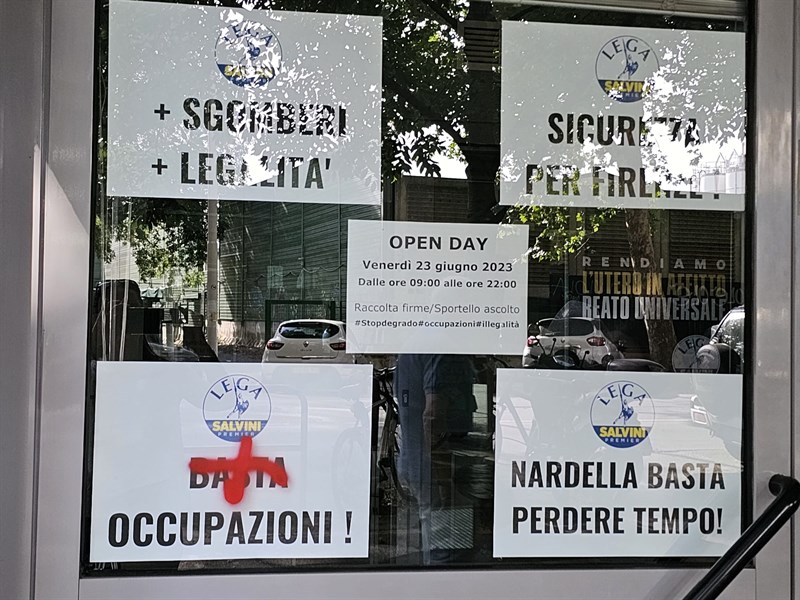 LEGA
SALVINI
+ SGOMBERI
+ LEGALITA'
LEGA
SALVINI
PREMIER
SICUREZZA
PER FIRENZE !
OPEN DAY
Venerdì 23 giugno 2023
Dalle ore 09:00 alle ore 22:00
Raccolta firme/Sportello ascolto
#Stopdegrado#occupazioni#illegalità
RENDIAMO
L'UTERO IN AFFITTO
REATO UNIVERSALE
LEGA
SALVINI
PREMIER
BASTA
OCCUPAZIONI !
LEGA
SALVINI
PREMIER
NARDELLA BASTA
PERDERE TEMPO!